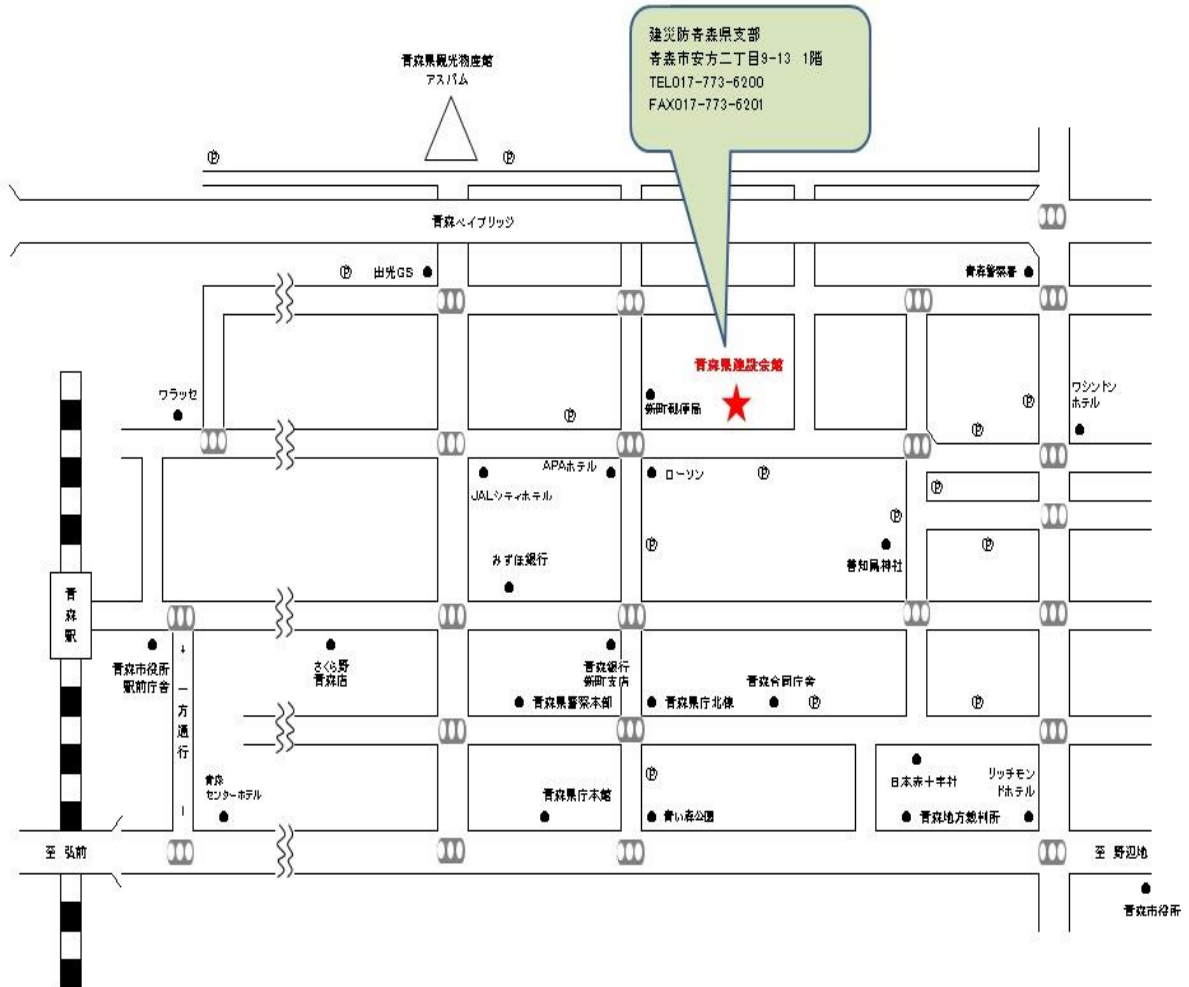 建災防青森県支部
青森市安方二丁目9-13 1階
TEL017-773-6200
FAX017-773-6201
青森県観光物産館
アスパム
Ⓟ
Ⓟ
青森ベイブリッジ
Ⓟ
出光GS
青森警察署
青森県建設会館
ワラッセ
新町郵便局
Ⓟ
Ⓟ
Ⓟ
ワシントン
ホテル
APAホテル
JALシティホテル
ローソン
Ⓟ
Ⓟ
Ⓟ
Ⓟ
Ⓟ
みずほ銀行
善知鳥神社
青森駅
青森市役所
駅前庁舎
↑一方通行
さくら野
青森店
青森銀行
新町支店
青森県警察本部
青森県庁北棟
青森合同庁舎
Ⓟ
Ⓟ
青森
センターホテル
青森県庁本館
Ⓟ
青い森公園
日本赤十字社
リッチモン
ドホテル
青森地方裁判所
至 弘前
至 野辺地
青森市役所